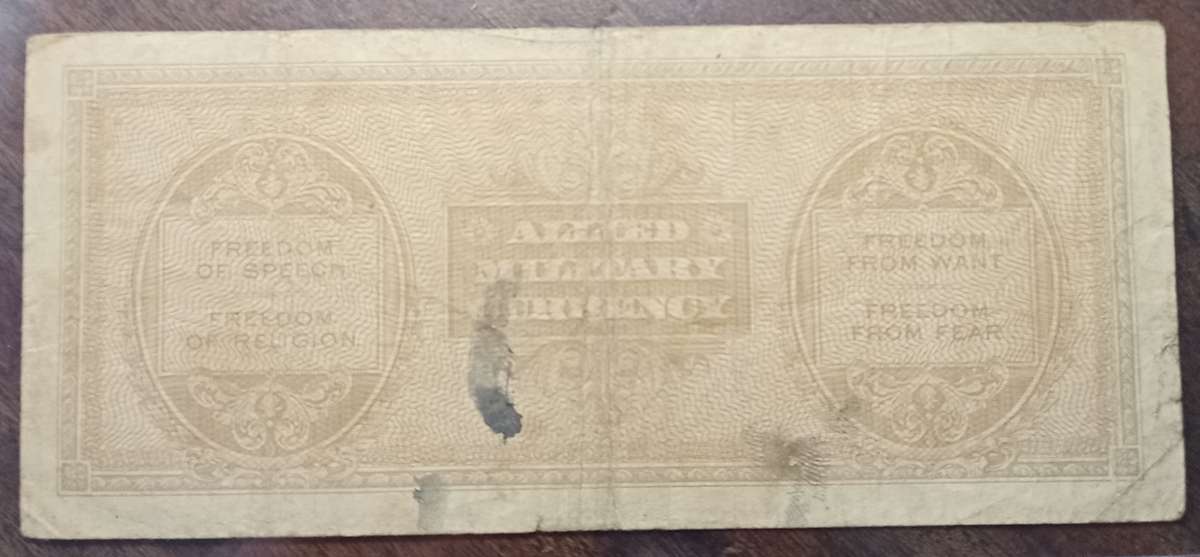 FREEDOM
OF SPEECH
FREEDOM
OF RELIGION
ALLIED
MILITARY
CURRENCY
FREEDOM
FROM WANT
FREEDOM
FROM FEAR